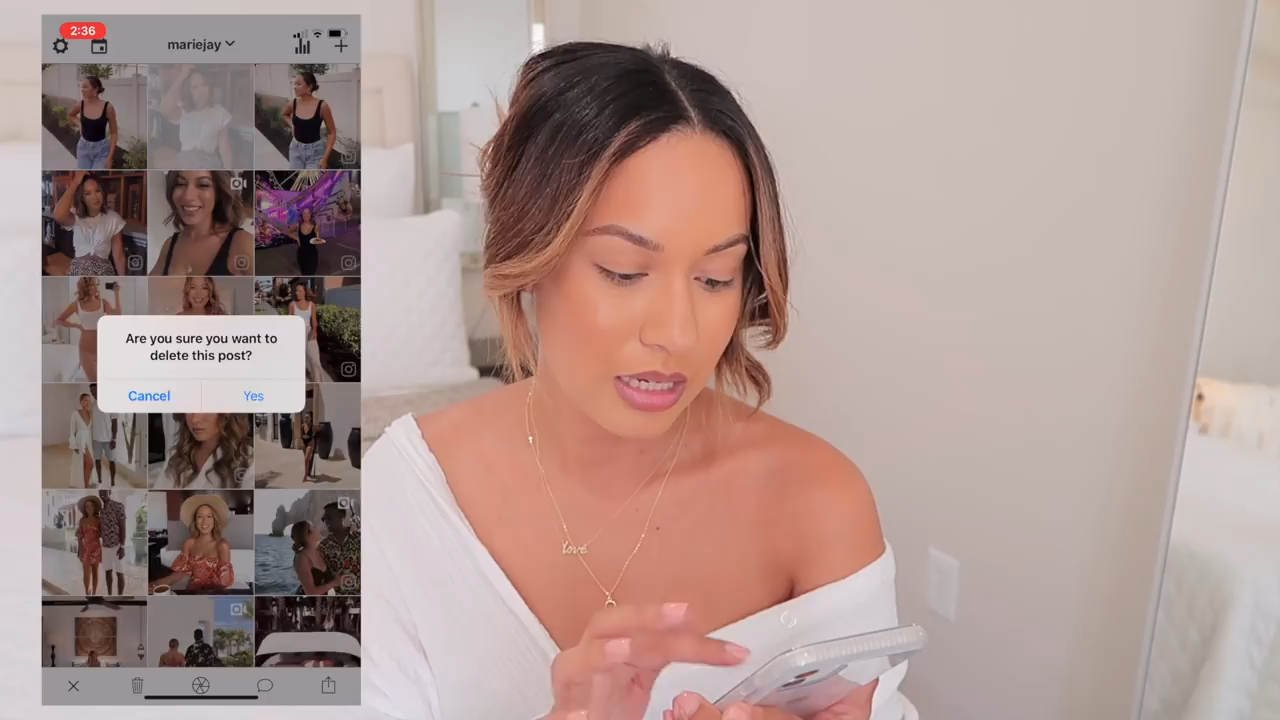 2:36
mariejay
Are you sure you want to
delete this post?
Cancel
Yes
love